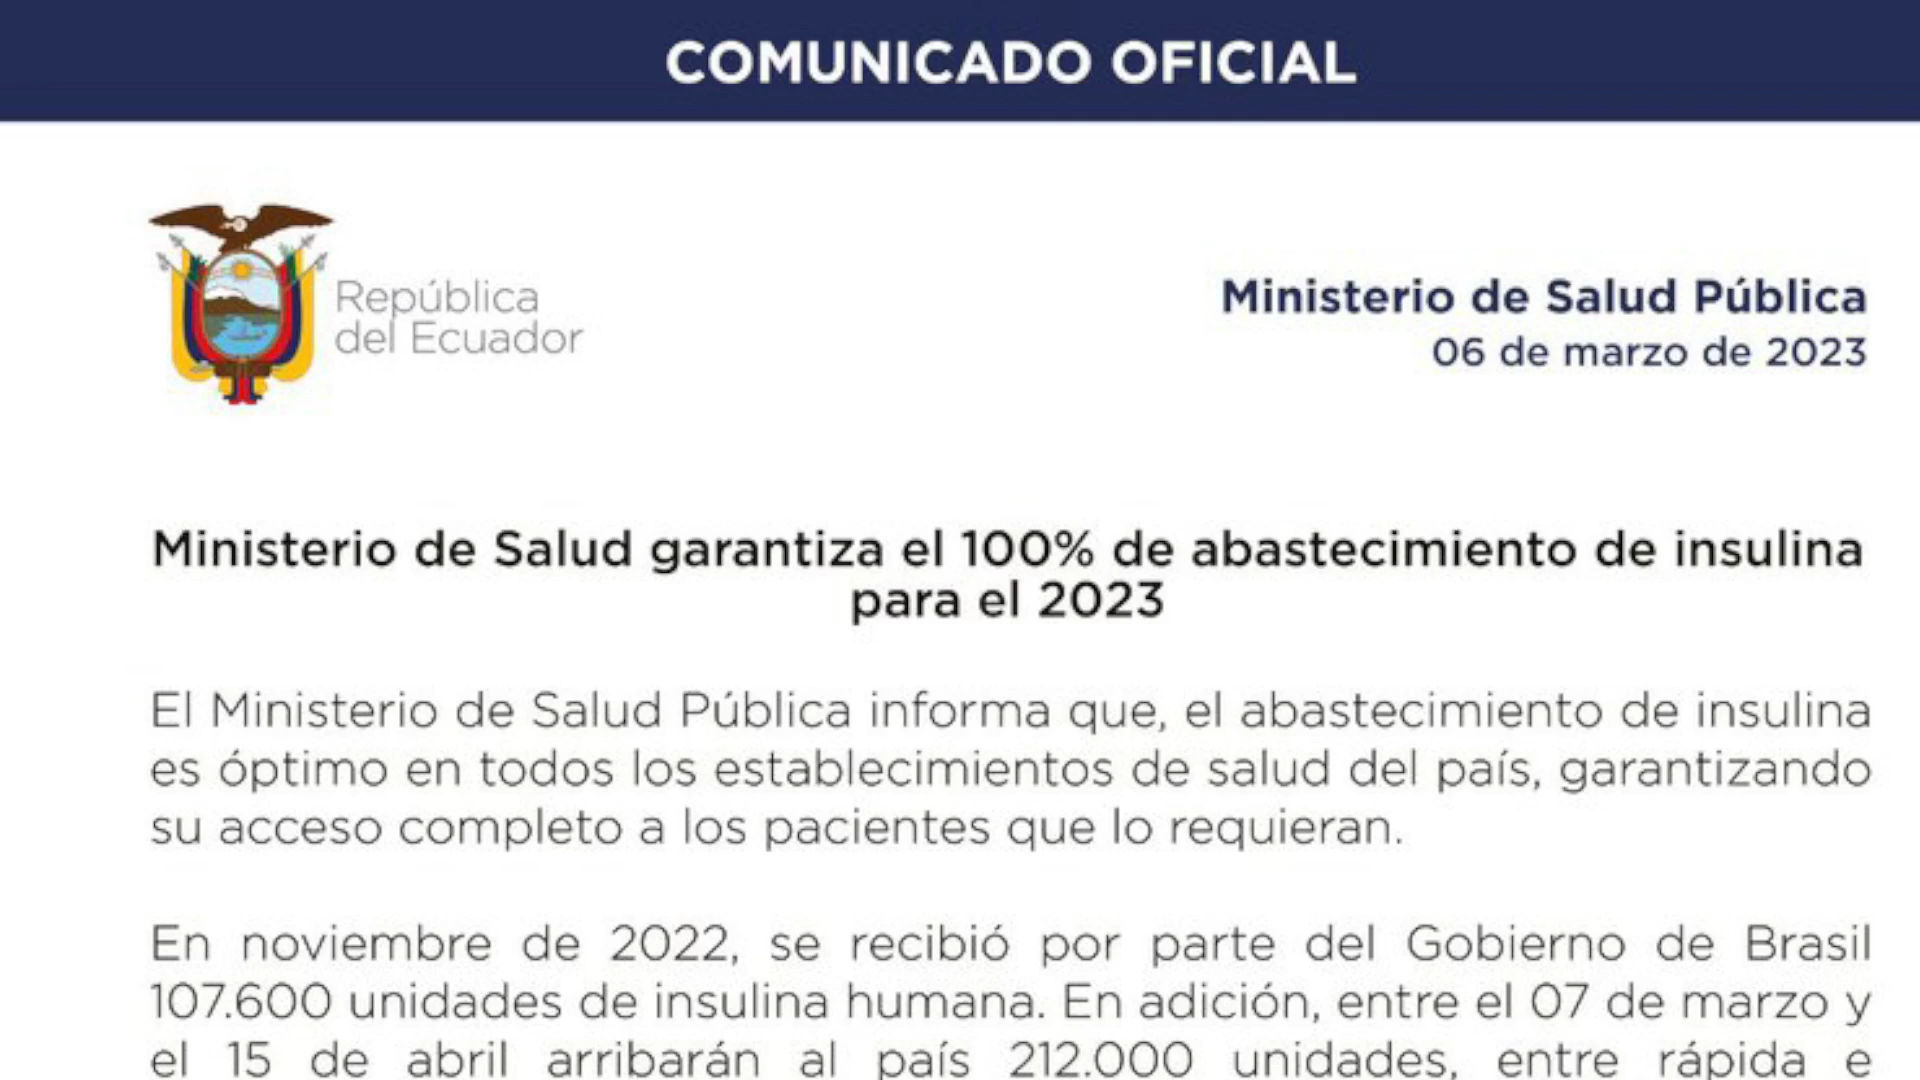 COMUNICADO OFICIAL
República
del Ecuador
Ministerio de Salud Pública
06 de marzo de 2023
Ministerio de Salud garantiza el 100% de abastecimiento de insulina
para el 2023
El Ministerio de Salud Pública informa que, el abastecimiento de insulina
es óptimo en todos los establecimientos de salud del país, garantizando
su acceso completo a los pacientes que lo requieran.
En noviembre de 2022, se recibió por parte del Gobierno de Brasil
107.600 unidades de insulina humana. En adición, entre el 07 de marzo y
el 15 de abril arribarán al país 212.000 unidades, entre rápida e